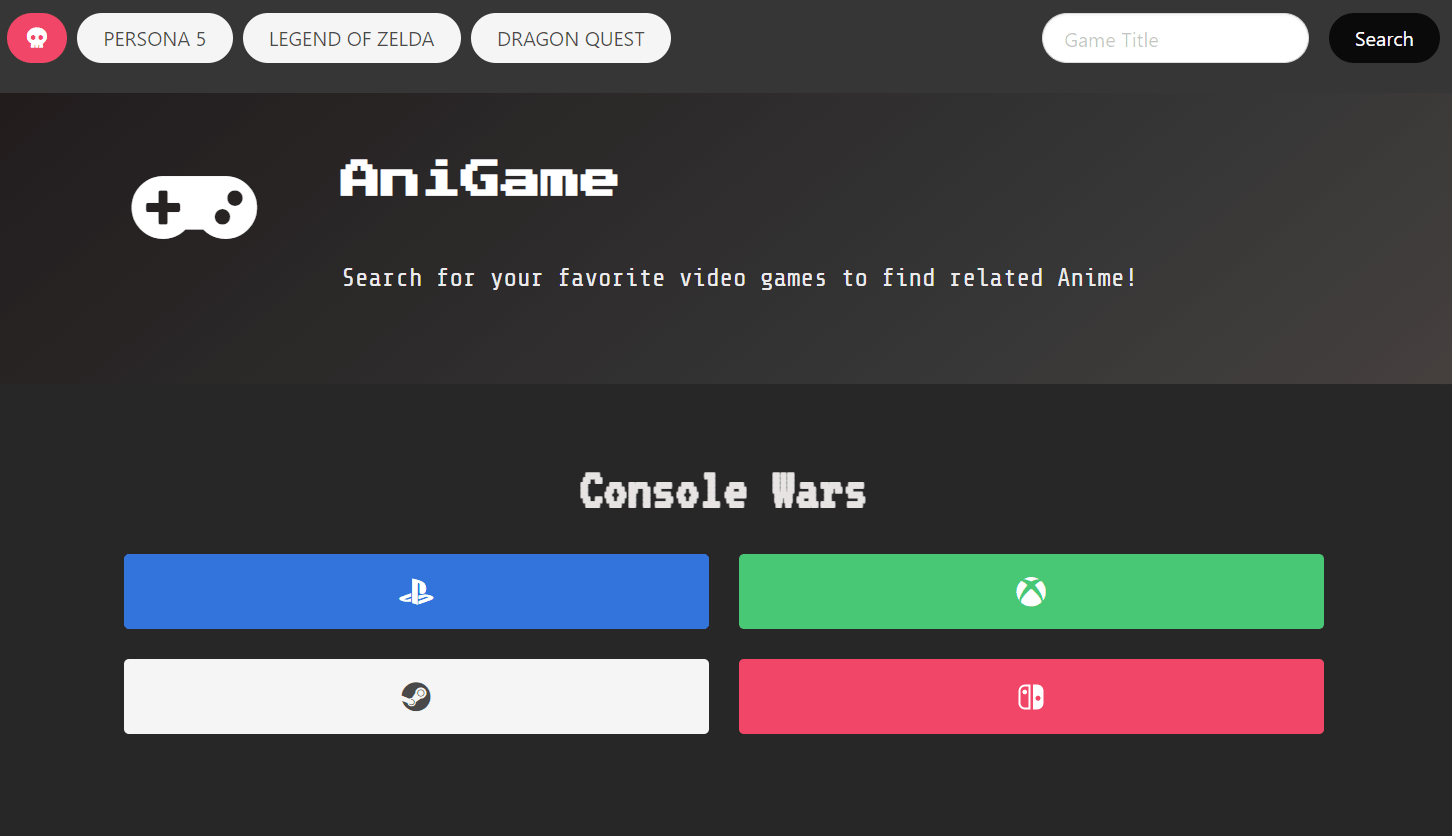 PERSONA 5
LEGEND OF ZELDA
DRAGON QUEST
Game Title
Search
AniGame
Search for your favorite video games to find related Anime!
Console Wars